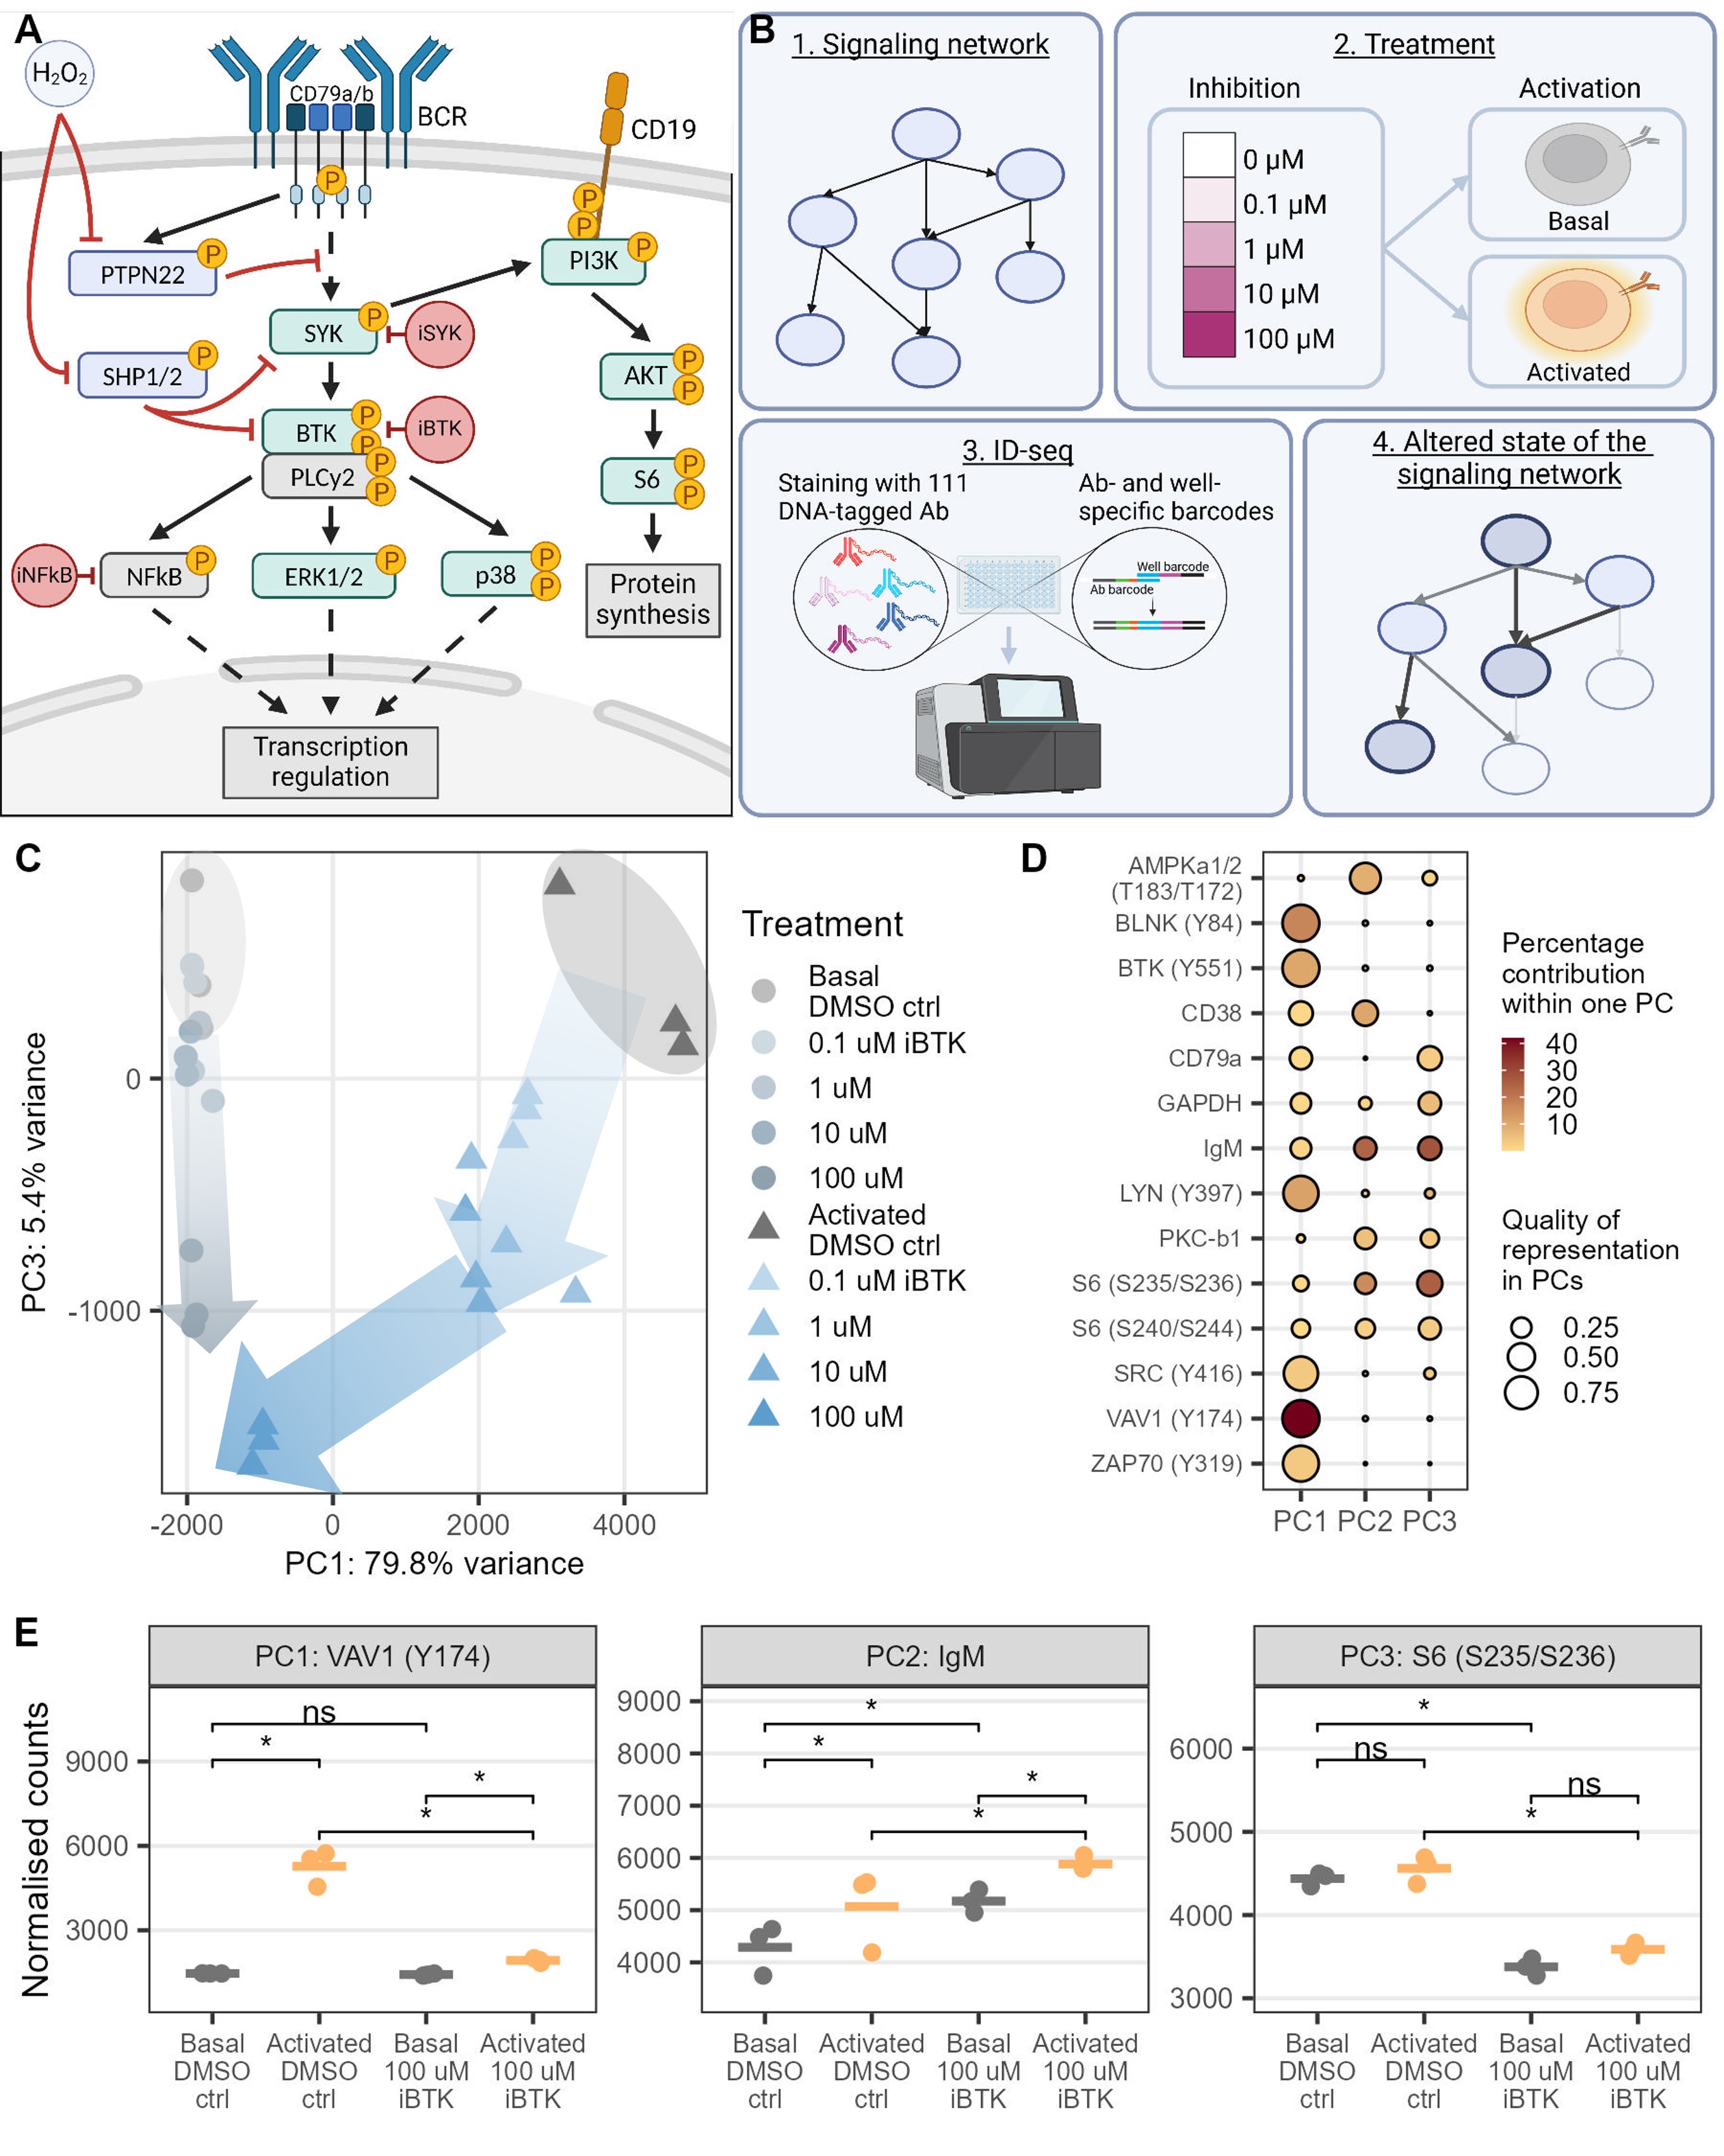 A
H₂O₂
CD79a/b
BCR
CD19
P
P
P
PTPN22
P
PI3K
P
SYK
P
iSYK
SHP1/2
P
AKT
P
P
BTK
P
P
iBTK
PLCy2
P
P
S6
P
P
iNFkB
NFkB
P
ERK1/2
P
p38
P
P
Protein
synthesis
Transcription
regulation
B
1. Signaling network
2. Treatment
Inhibition
Activation
0 µM
0.1 µM
1 µM
10 µM
100 µM
Basal
Activated
3. ID-seq
Staining with 111
DNA-tagged Ab
Ab- and well-
specific barcodes
Well barcode
Ab barcode
4. Altered state of the
signaling network
C
PC3: 5.4% variance
0
-1000
-2000
0
2000
4000
PC1: 79.8% variance
Treatment
Basal
DMSO ctrl
0.1 uM iBTK
1 uM
10 uM
100 uM
Activated
DMSO ctrl
0.1 uM iBTK
1 uM
10 uM
100 uM
D
AMPKa1/2
(T183/T172)
BLNK (Y84)
BTK (Y551)
CD38
CD79a
GAPDH
IgM
LYN (Y397)
PKC-b1
S6 (S235/S236)
S6 (S240/S244)
SRC (Y416)
VAV1 (Y174)
ZAP70 (Y319)
PC1 PC2 PC3
Percentage
contribution
within one PC
40
30
20
10
Quality of
representation
in PCs
0.25
0.50
0.75
E
Normalised counts
PC1: VAV1 (Y174)
9000
6000
3000
ns
*
*
*
Basal
DMSO
ctrl
Activated
DMSO
ctrl
Basal
100 uM
iBTK
Activated
100 uM
iBTK
PC2: IgM
9000
8000
7000
6000
5000
4000
*
*
*
*
Basal
DMSO
ctrl
Activated
DMSO
ctrl
Basal
100 uM
iBTK
Activated
100 uM
iBTK
PC3: S6 (S235/S236)
6000
5000
4000
3000
*
ns
ns
*
Basal
DMSO
ctrl
Activated
DMSO
ctrl
Basal
100 uM
iBTK
Activated
100 uM
iBTK